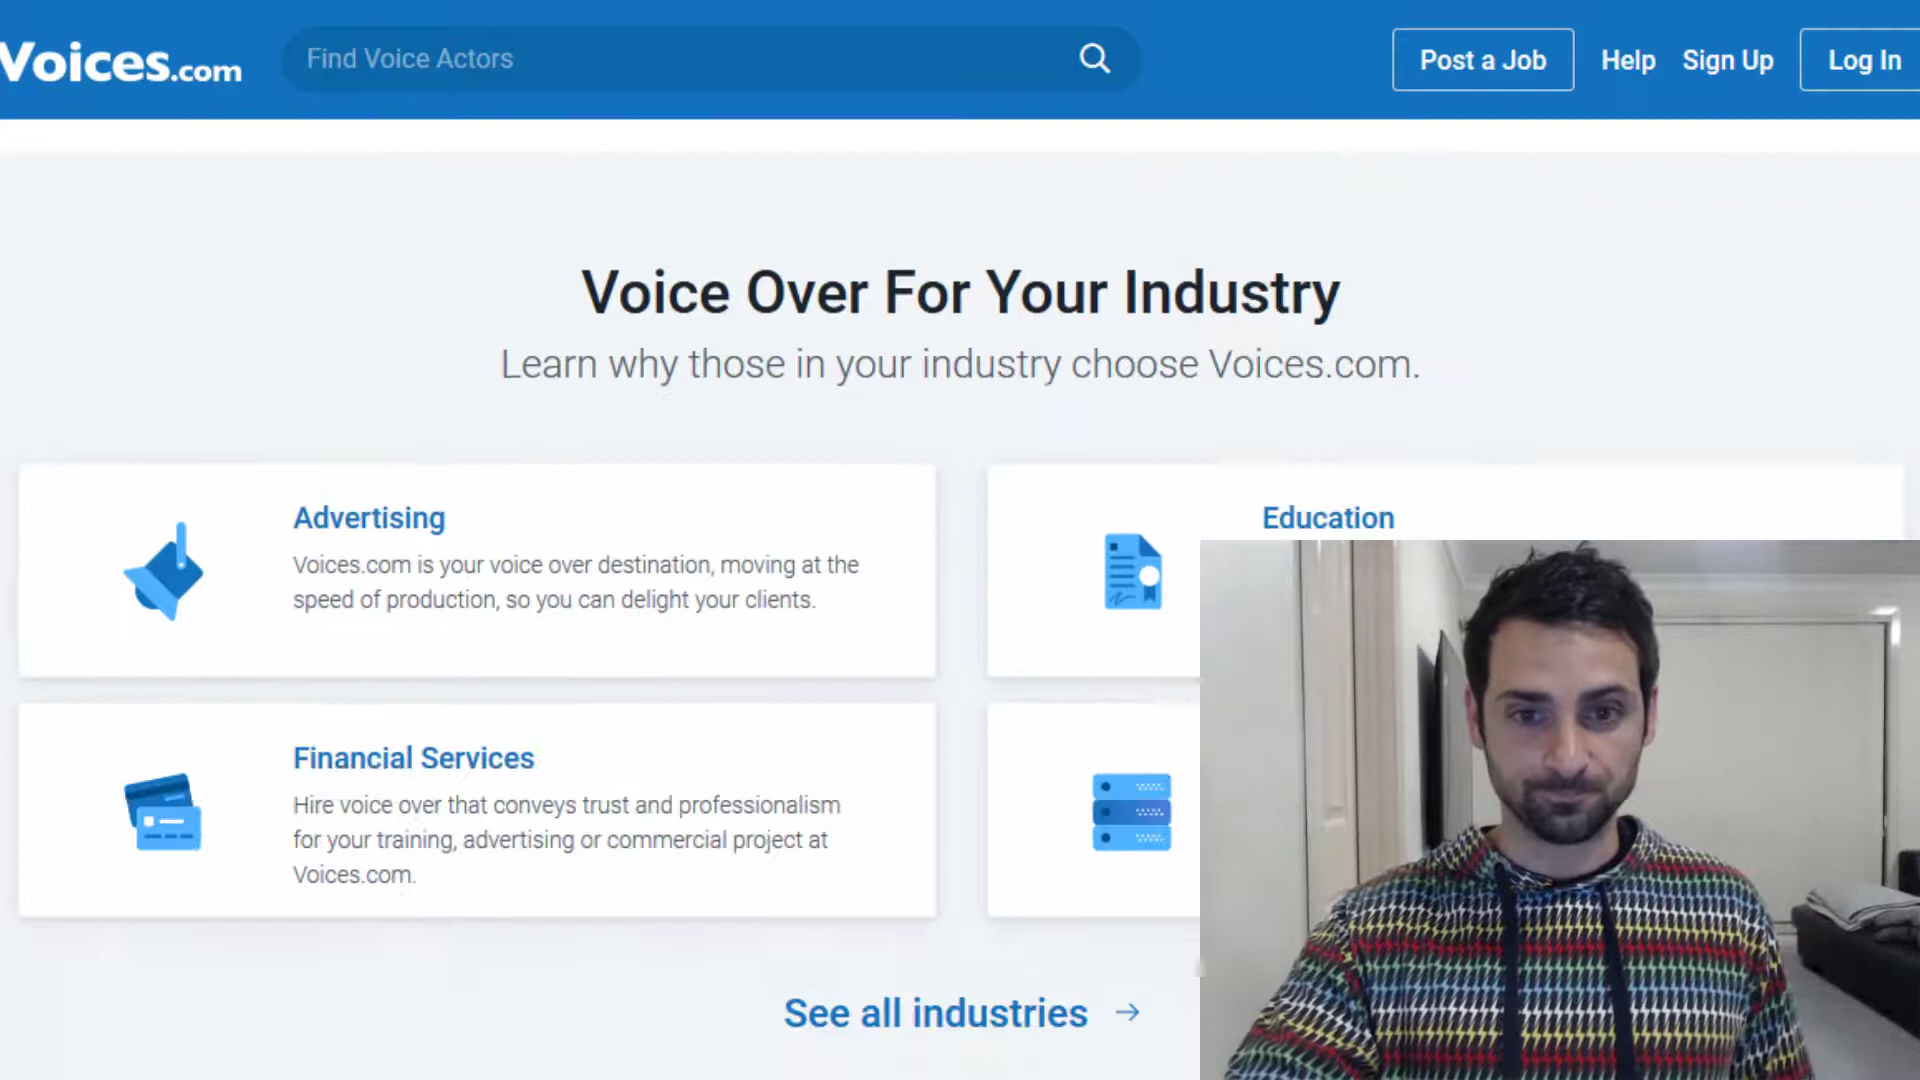 Voices.com
Find Voice Actors
Post a Job
Help
Sign Up
Log In
Voice Over For Your Industry
Learn why those in your industry choose Voices.com.
Advertising
Voices.com is your voice over destination, moving at the
speed of production, so you can delight your clients.
Education
Financial Services
Hire voice over that conveys trust and professionalism
for your training, advertising or commercial project at
Voices.com.
See all industries →